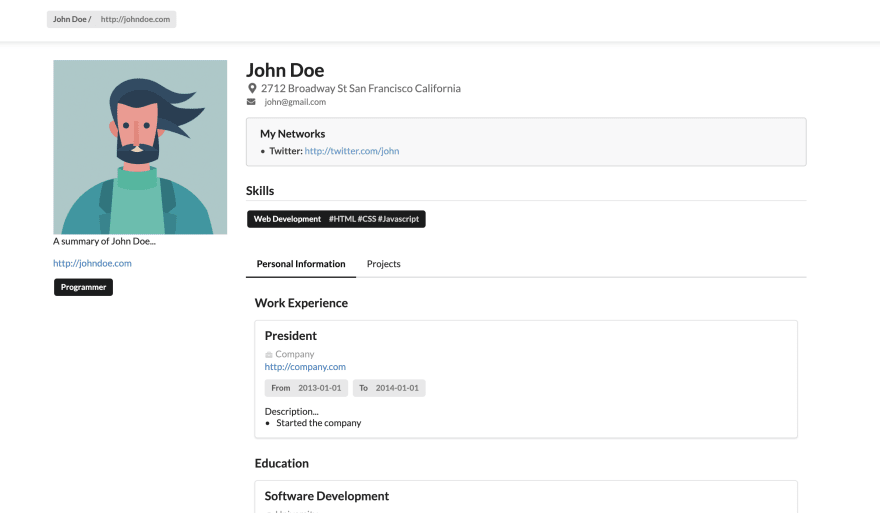 John Doe / http://johndoe.com
John Doe
2712 Broadway St San Francisco California
john@gmail.com
My Networks
• Twitter: http://twitter.com/john
Skills
Web Development #HTML #CSS #Javascript
A summary of John Doe...
http://johndoe.com
Programmer
Personal Information Projects
Work Experience
President
Company
http://company.com
From 2013-01-01 To 2014-01-01
Description...
• Started the company
Education
Software Development